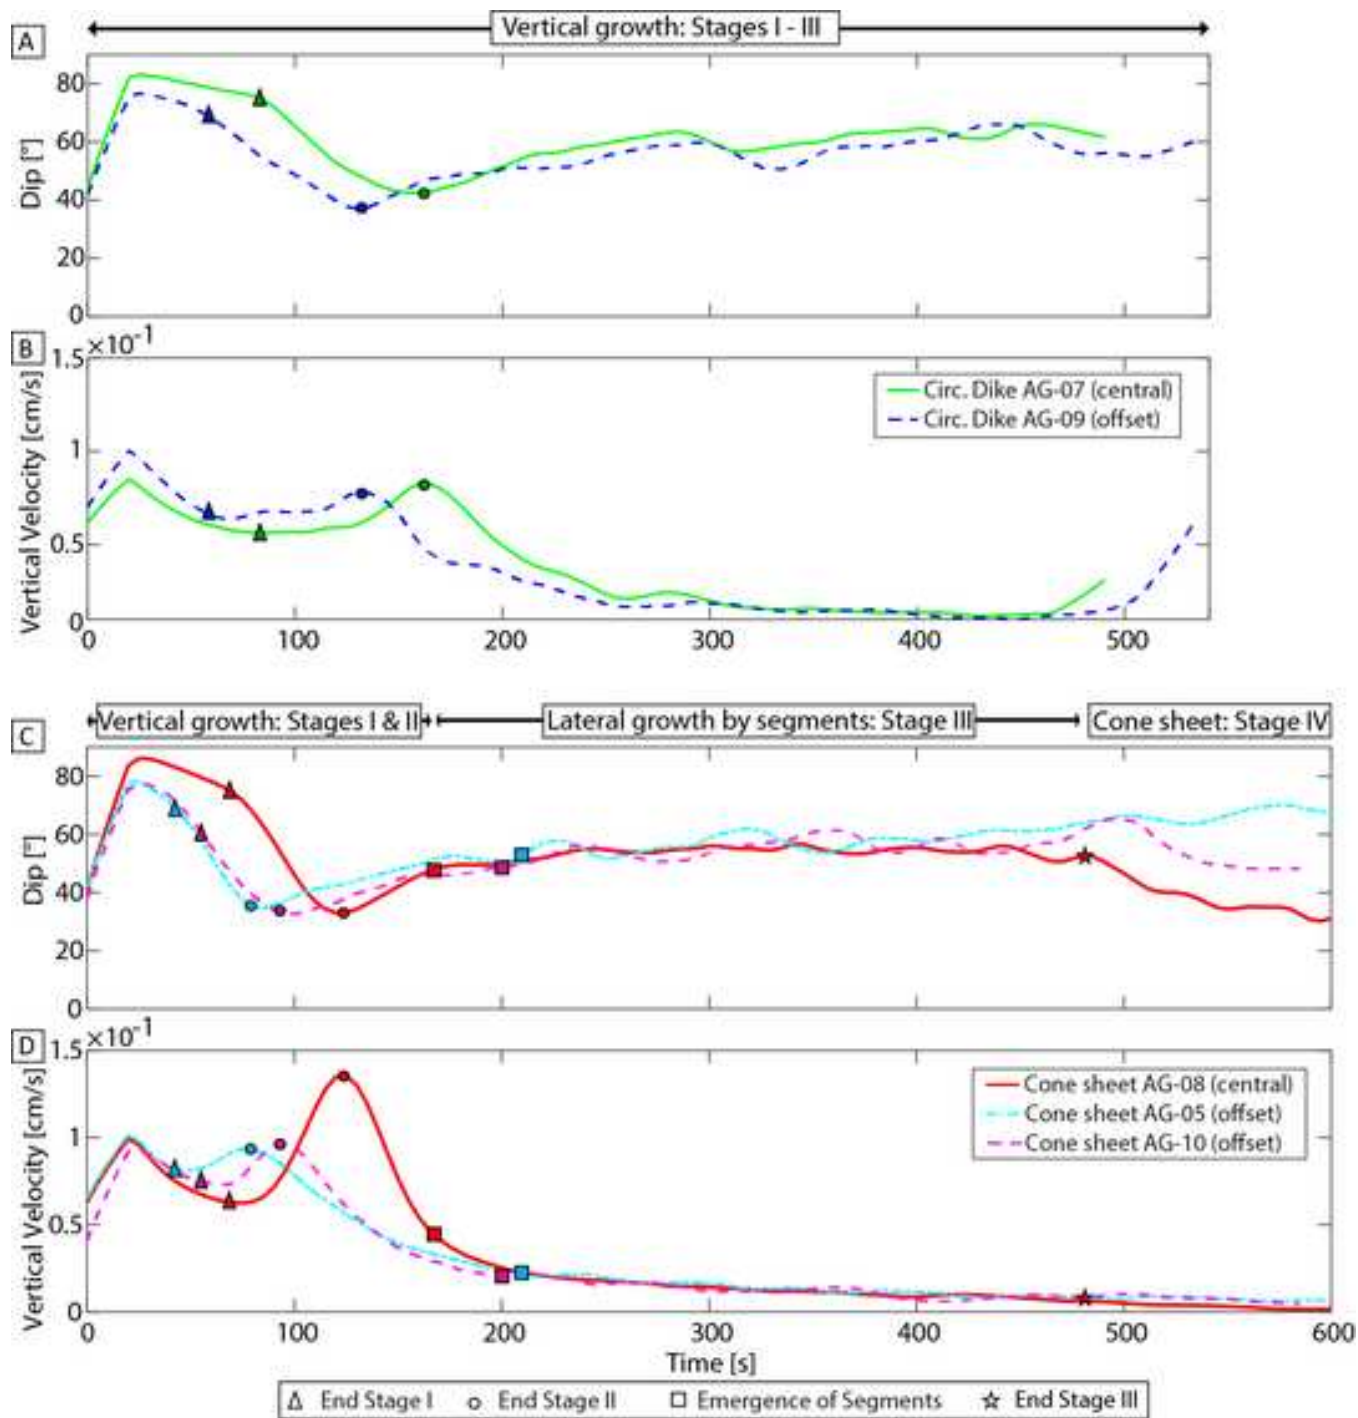 A
Vertical growth: Stages I - III
80
60
40
20
0
Dip [°]
B
×10⁻¹
1.5
1
0.5
0
Vertical Velocity [cm/s]
Circ. Dike AG-07 (central)
Circ. Dike AG-09 (offset)
0 100 200 300 400 500
C
Vertical growth: Stages I & II
Lateral growth by segments: Stage III
Cone sheet: Stage IV
80
60
40
20
0
Dip [°]
D
×10⁻¹
1.5
1
0.5
0
Vertical Velocity [cm/s]
Cone sheet AG-08 (central)
Cone sheet AG-05 (offset)
Cone sheet AG-10 (offset)
0 100 200 300 400 500 600
Time [s]
End Stage I End Stage II Emergence of Segments End Stage III